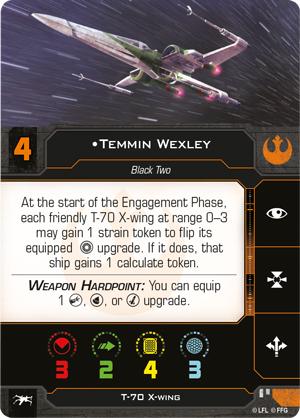 4
•Temmin Wexley
Black Two
At the start of the Engagement Phase,
each friendly T-70 X-wing at range 0–3
may gain 1 strain token to flip its
equipped upgrade. If it does, that
ship gains 1 calculate token.
Weapon Hardpoint: You can equip
1 , , or upgrade.
3 2 4 3
T-70 X-wing
© LFL © FFG